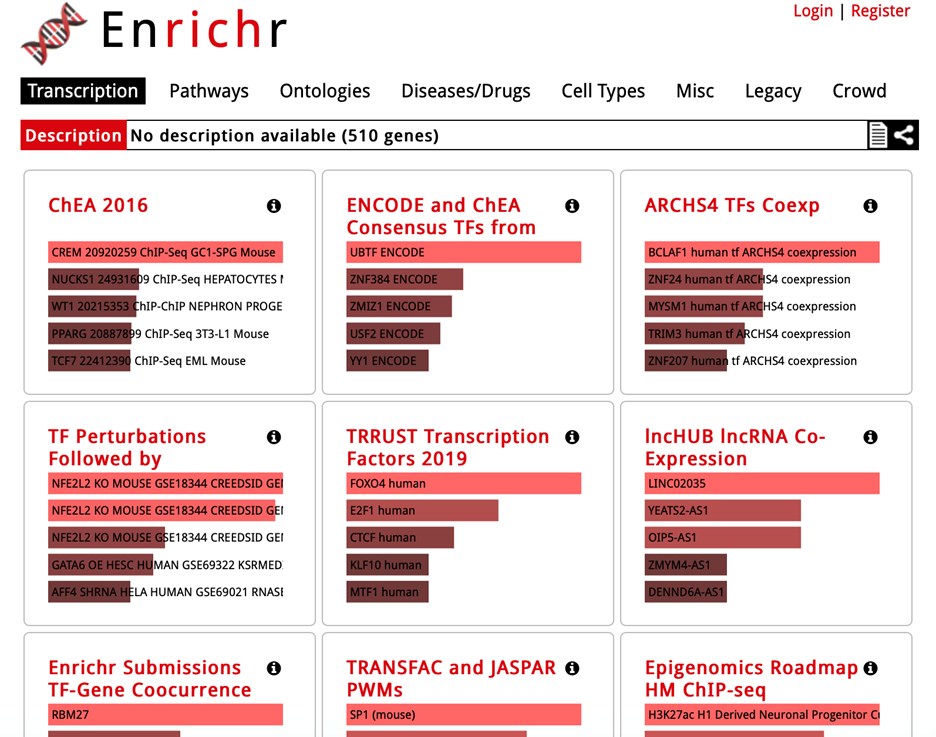 Enrichr
Login | Register
Transcription Pathways Ontologies Diseases/Drugs Cell Types Misc Legacy Crowd
Description No description available (510 genes)
ChEA 2016
CREM 20920259 ChIP-Seq GC1-SPG Mouse
NUCKS1 24931609 ChIP-Seq HEPATOCYTES
WT1 20215353 ChIP-ChIP NEPHRON PROGE
PPARG 20887899 ChIP-Seq 3T3-L1 Mouse
TCF7 22412390 ChIP-Seq EML Mouse
ENCODE and ChEA
Consensus TFs from
UBTF ENCODE
ZNF384 ENCODE
ZMIZ1 ENCODE
USF2 ENCODE
YY1 ENCODE
ARCHS4 TFs Coexp
BCLAF1 human tf ARCHS4 coexpression
ZNF24 human tf ARCHS4 coexpression
MYSM1 human tf ARCHS4 coexpression
TRIM3 human tf ARCHS4 coexpression
ZNF207 human tf ARCHS4 coexpression
TF Perturbations
Followed by
NFE2L2 KO MOUSE GSE18344 CREEDSID GE
NFE2L2 KO MOUSE GSE18344 CREEDSID GE
NFE2L2 KO MOUSE GSE18344 CREEDSID GE
GATA6 OE HESC HUMAN GSE69322 KSRMED
AFF4 SHRNA HELA HUMAN GSE69021 RNASE
TRRUST Transcription
Factors 2019
FOXO4 human
E2F1 human
CTCF human
KLF10 human
MTF1 human
lncHUB lncRNA Co-
Expression
LINC02035
YEATS2-AS1
OIP5-AS1
ZMYM4-AS1
DENND6A-AS1
Enrichr Submissions
TF-Gene Coocurrence
RBM27
TRANSFAC and JASPAR
PWMs
SP1 (mouse)
Epigenomics Roadmap
HM ChIP-seq
H3K27ac H1 Derived Neuronal Progenitor